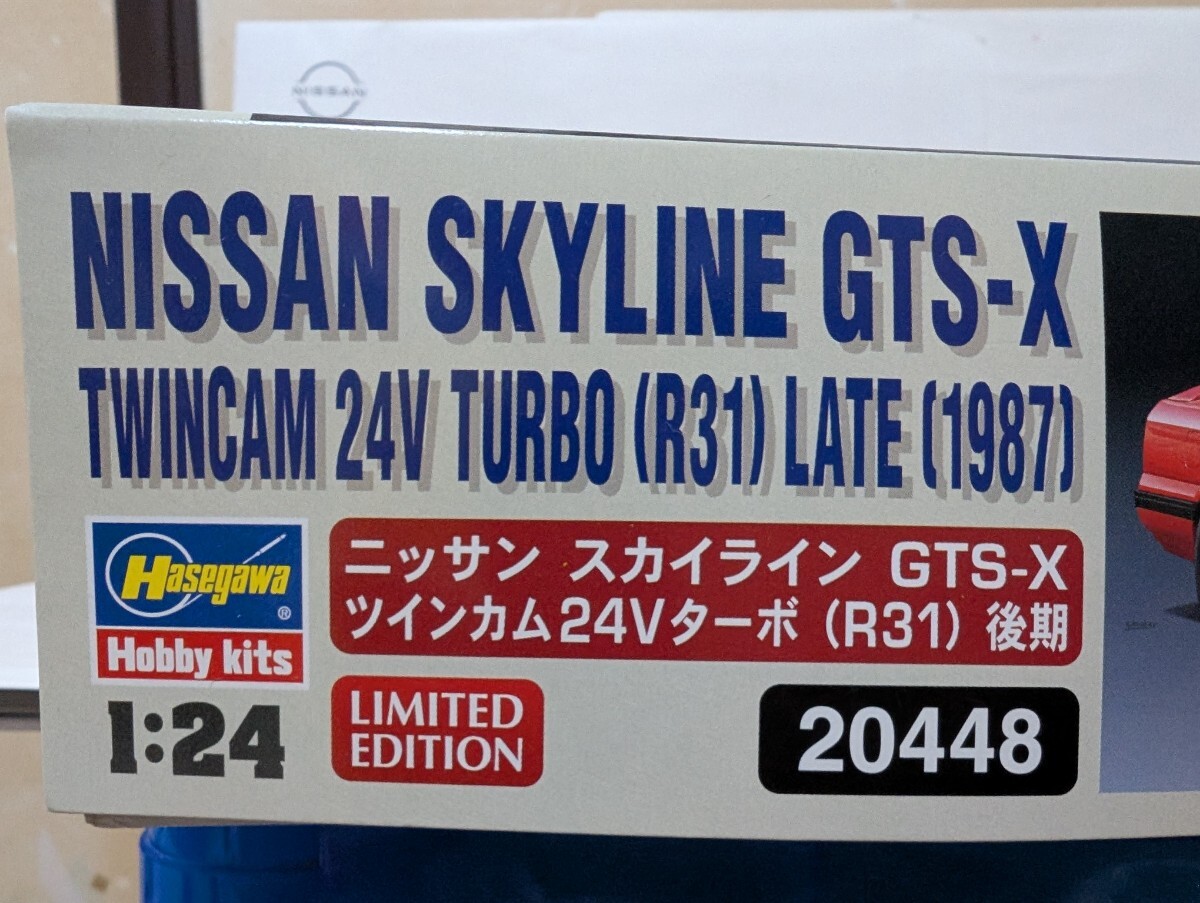 NISSAN
NISSAN SKYLINE GTS-X
TWINCAM 24V TURBO (R31) LATE (1987)
Hasegawa®
Hobby kits
1:24
ニッサン スカイライン GTS-X
ツインカム24Vターボ (R31) 後期
LIMITED
EDITION
20448